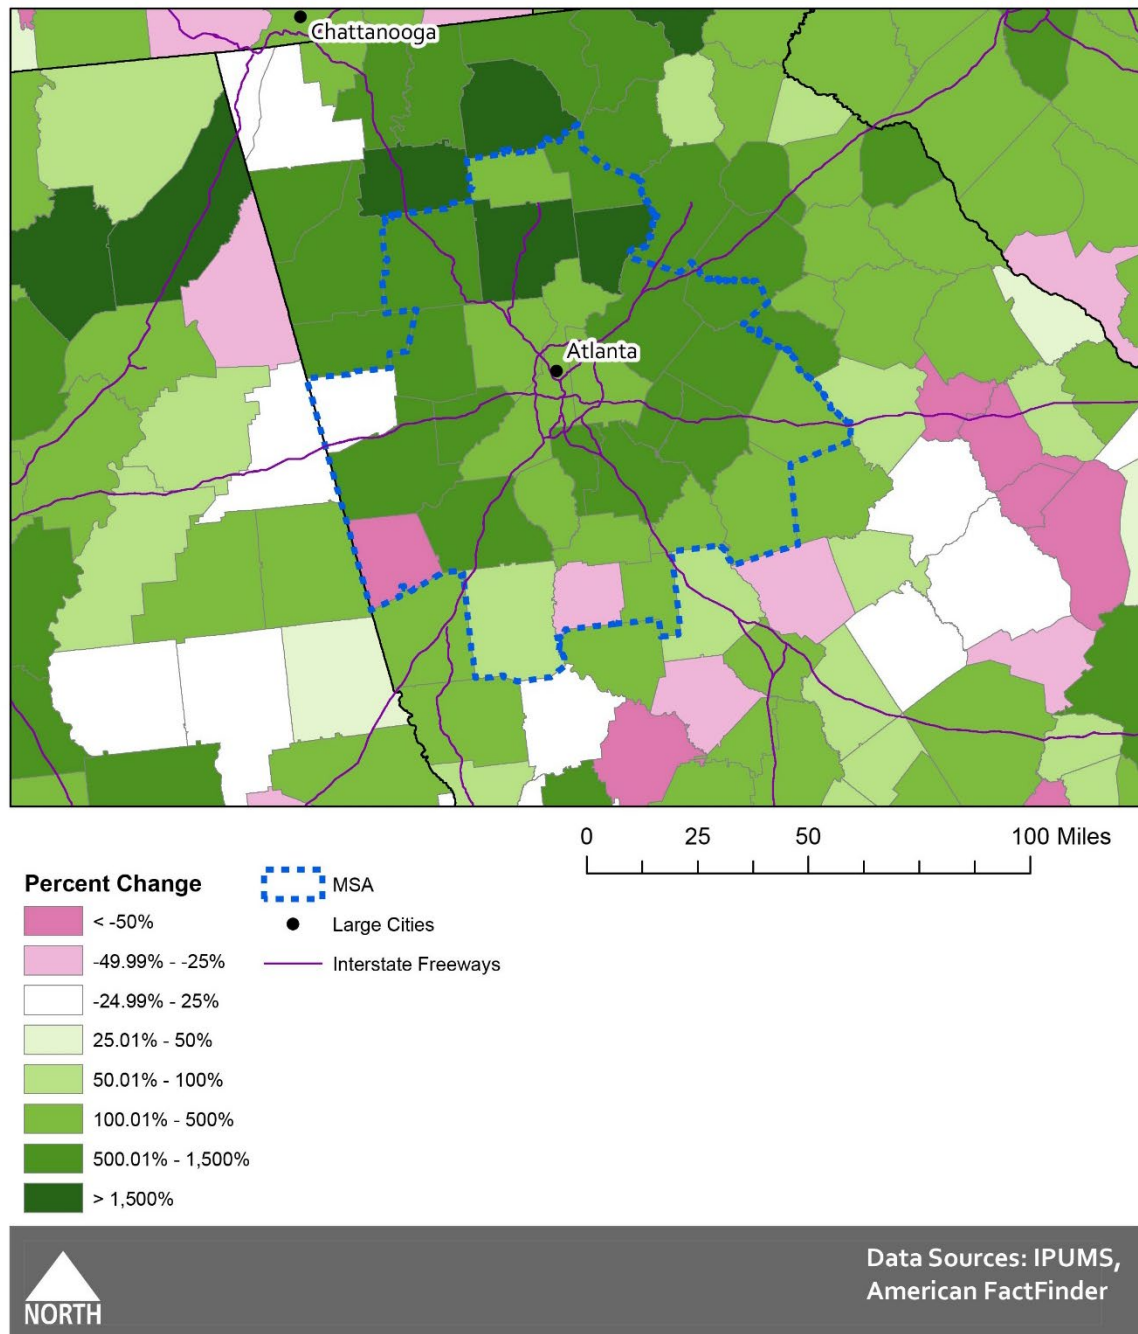 Chattanooga
Atlanta
0 25 50 100 Miles
Percent Change
< -50%
-49.99% - -25%
-24.99% - 25%
25.01% - 50%
50.01% - 100%
100.01% - 500%
500.01% - 1,500%
> 1,500%
MSA
Large Cities
Interstate Freeways
NORTH
Data Sources: IPUMS,
American FactFinder